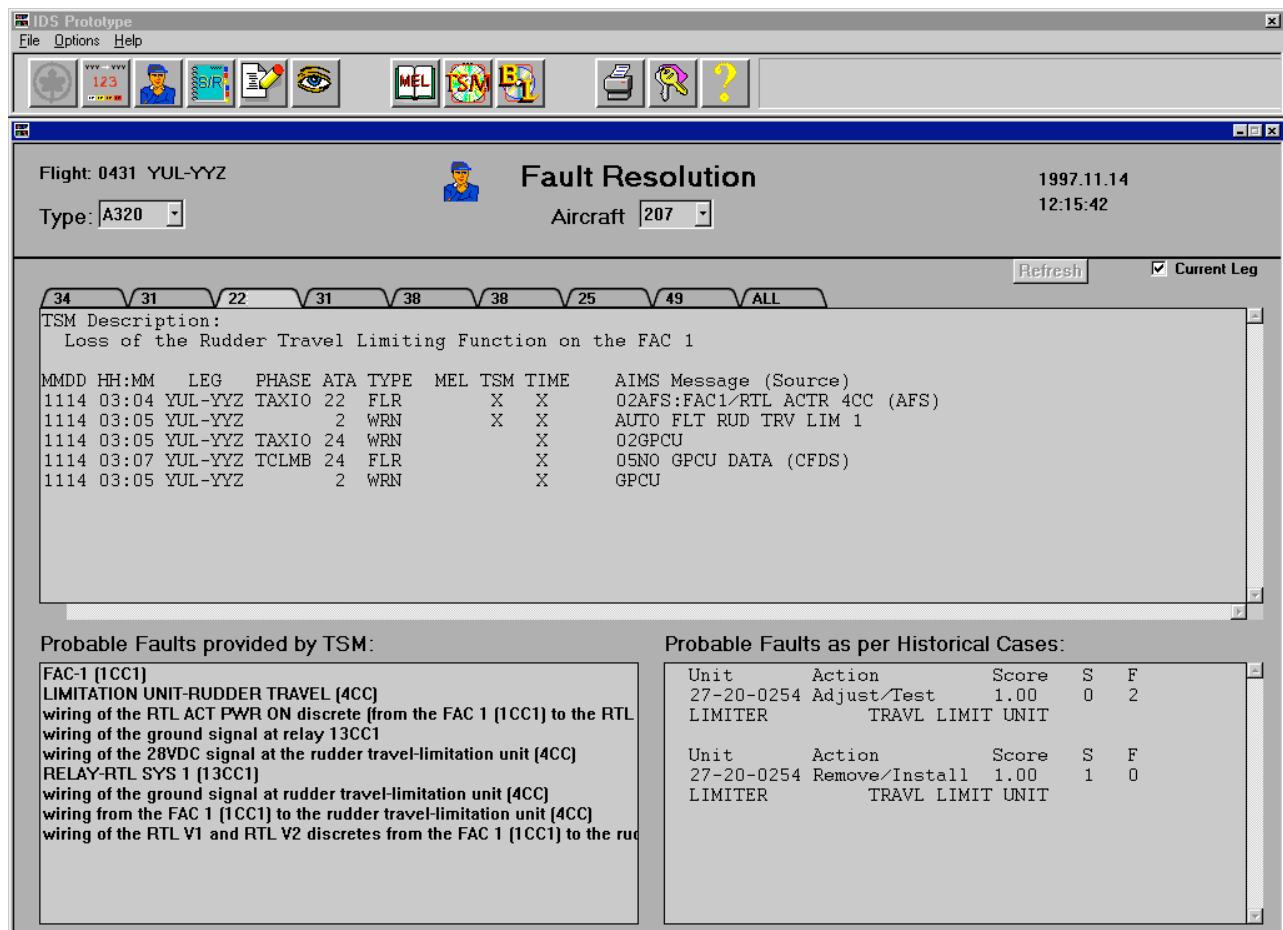 IDS Prototype
File Options Help
123
S/R
MEL TSM
?
Flight: 0431 YUL-YYZ
Fault Resolution
1997.11.14
Type: A320
Aircraft 207
12:15:42
Refresh
Current Leg
34 31 22 31 38 38 25 49 ALL
TSM Description:
Loss of the Rudder Travel Limiting Function on the FAC 1
MMDD HH:MM LEG PHASE ATA TYPE MEL TSM TIME AIMS Message (Source)
1114 03:04 YUL-YYZ TAXIO 22 FLR X X 02AFS:FAC1/RTL ACTR 4CC (AFS)
1114 03:05 YUL-YYZ 2 WRN X X AUTO FLT RUD TRV LIM 1
1114 03:05 YUL-YYZ TAXIO 24 WRN X 02GPCU
1114 03:07 YUL-YYZ TCLMB 24 FLR X 05NO GPCU DATA (CFDS)
1114 03:05 YUL-YYZ 2 WRN X GPCU
Probable Faults provided by TSM:
FAC-1 (1CC1)
LIMITATION UNIT-RUDDER TRAVEL (4CC)
wiring of the RTL ACT PWR ON discrete (from the FAC 1 (1CC1) to the RTL
wiring of the ground signal at relay 13CC1
wiring of the 28VDC signal at the rudder travel-limitation unit (4CC)
RELAY-RTL SYS 1 (13CC1)
wiring of the ground signal at rudder travel-limitation unit (4CC)
wiring from the FAC 1 (1CC1) to the rudder travel-limitation unit (4CC)
wiring of the RTL V1 and RTL V2 discretes from the FAC 1 (1CC1) to the
Probable Faults as per Historical Cases:
Unit Action Score S F
27-20-0254 Adjust/Test 1.00 0 2
LIMITER TRAVL LIMIT UNIT
Unit Action Score S F
27-20-0254 Remove/Install 1.00 1 0
LIMITER TRAVL LIMIT UNIT